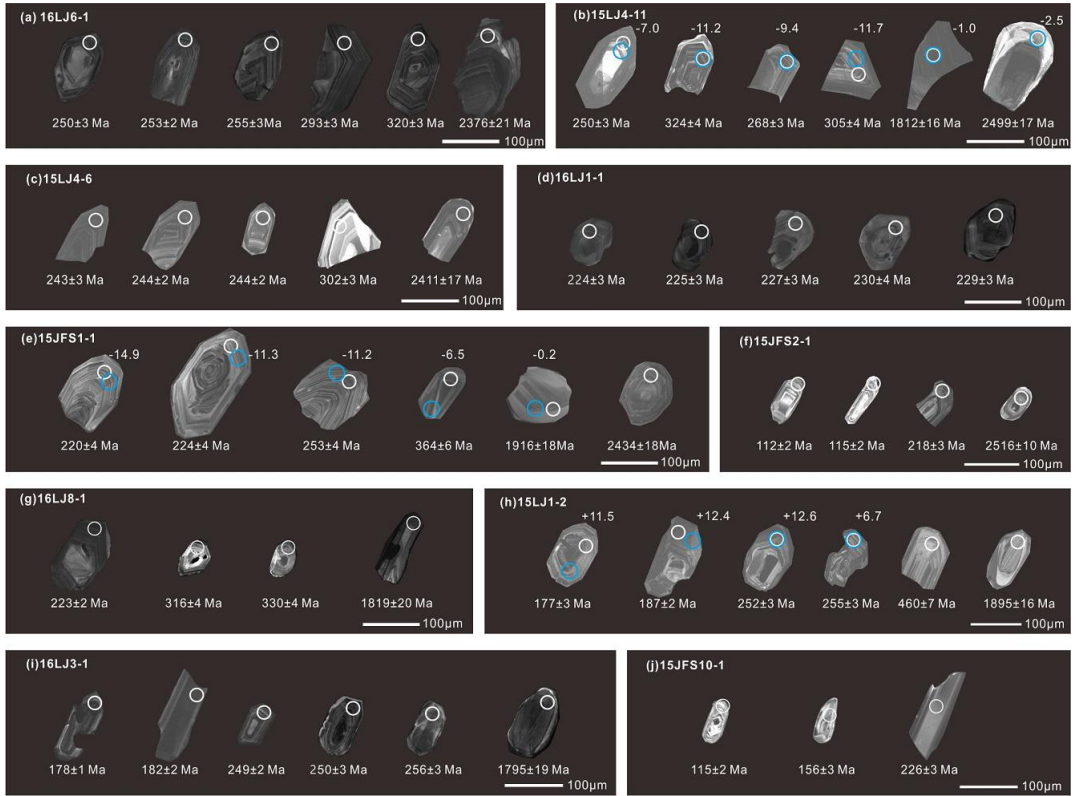 (a) 16LJ6-1
250±3 Ma 253±2 Ma 255±3Ma 293±3 Ma 320±3 Ma 2376±21 Ma
100μm
(b) 15LJ4-11
-7.0 -11.2 -9.4 -11.7 -1.0 -2.5
250±3 Ma 324±4 Ma 268±3 Ma 305±4 Ma 1812±16 Ma 2499±17 Ma
100μm
(c) 15LJ4-6
243±3 Ma 244±2 Ma 244±2 Ma 302±3 Ma 2411±17 Ma
100μm
(d) 16LJ1-1
224±3 Ma 225±3 Ma 227±3 Ma 230±4 Ma 229±3 Ma
100μm
(e) 15JFS1-1
-14.9 -11.3 -11.2 -6.5 -0.2
220±4 Ma 224±4 Ma 253±4 Ma 364±6 Ma 1916±18Ma 2434±18Ma
100μm
(f) 15JFS2-1
112±2 Ma 115±2 Ma 218±3 Ma 2516±10 Ma
100μm
(g) 16LJ8-1
223±2 Ma 316±4 Ma 330±4 Ma 1819±20 Ma
100μm
(h) 15LJ1-2
+11.5 +12.4 +12.6 +6.7
177±3 Ma 187±2 Ma 252±3 Ma 255±3 Ma 460±7 Ma 1895±16 Ma
100μm
(i) 16LJ3-1
178±1 Ma 182±2 Ma 249±2 Ma 250±3 Ma 256±3 Ma 1795±19 Ma
100μm
(j) 15JFS10-1
115±2 Ma 156±3 Ma 226±3 Ma
100μm